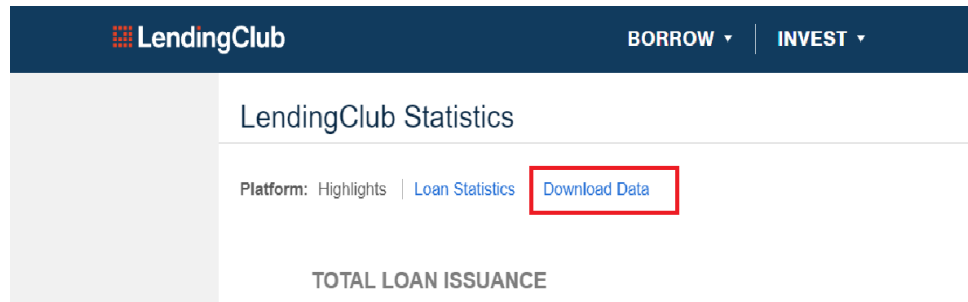 LendingClub BORROW ▼ INVEST ▼
LendingClub Statistics
Platform: Highlights Loan Statistics Download Data
TOTAL LOAN ISSUANCE